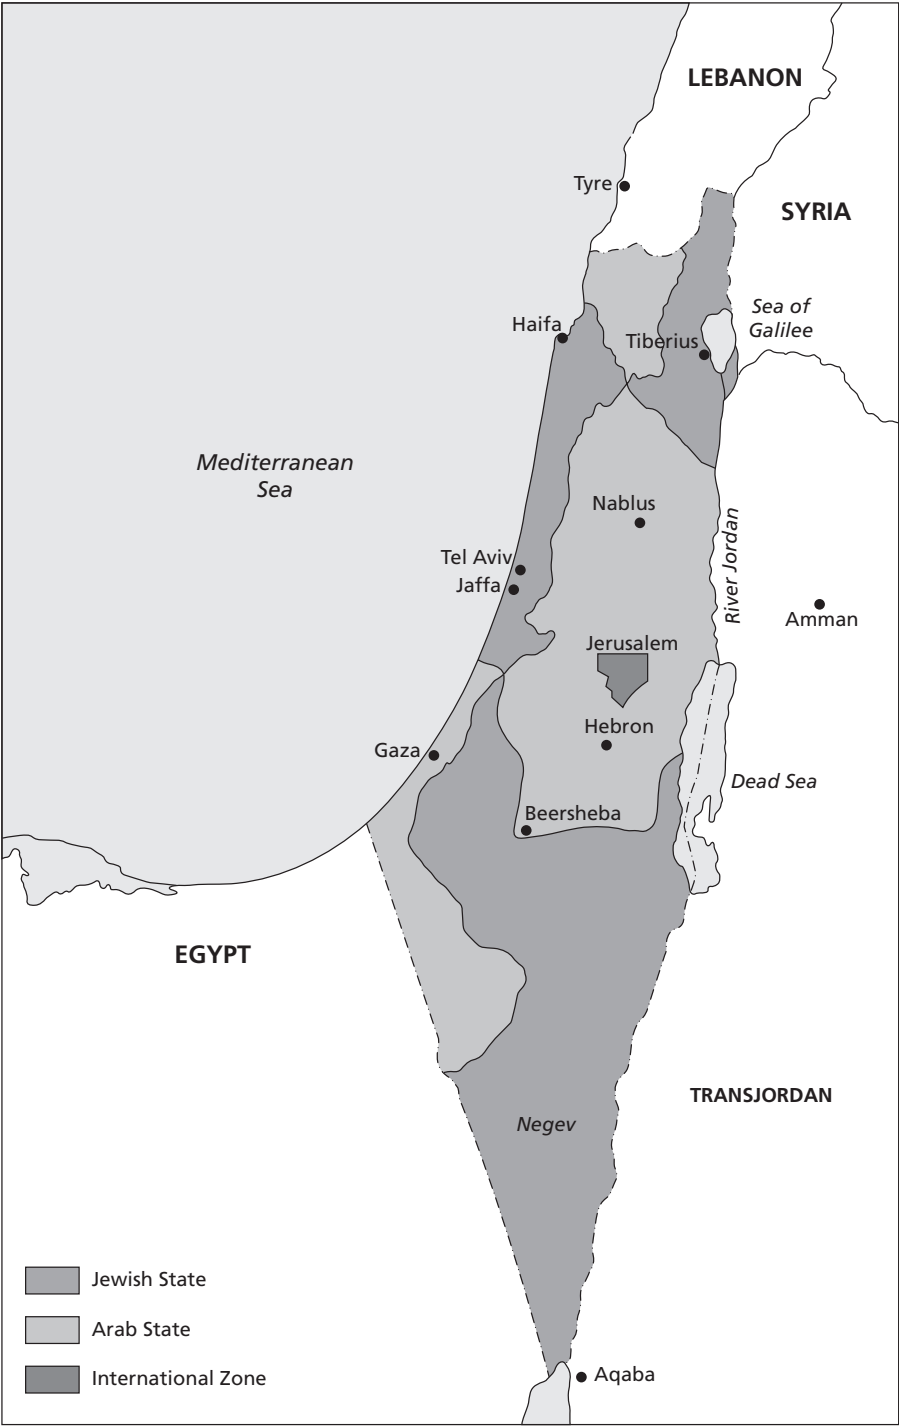 LEBANON
Tyre
SYRIA
Sea of
Galilee
Haifa
Tiberius
Mediterranean
Sea
Nablus
River Jordan
Tel Aviv
Jaffa
Amman
Jerusalem
Hebron
Gaza
Dead Sea
Beersheba
EGYPT
TRANSJORDAN
Negev
Jewish State
Arab State
International Zone
Aqaba